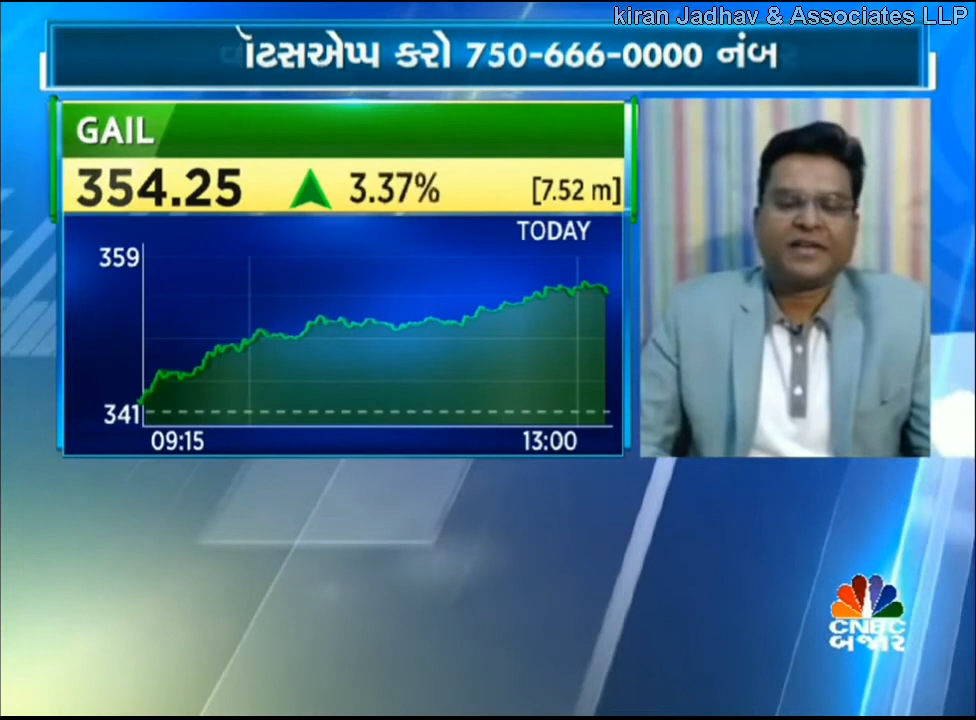 kiran Jadhav & Associates LLP
વૉટસએપ્પ કરો 750-666-0000 નંબર
GAIL
354.25 3.37% [7.52 m]
TODAY
359
341
09:15 13:00
CNBC
બજાર